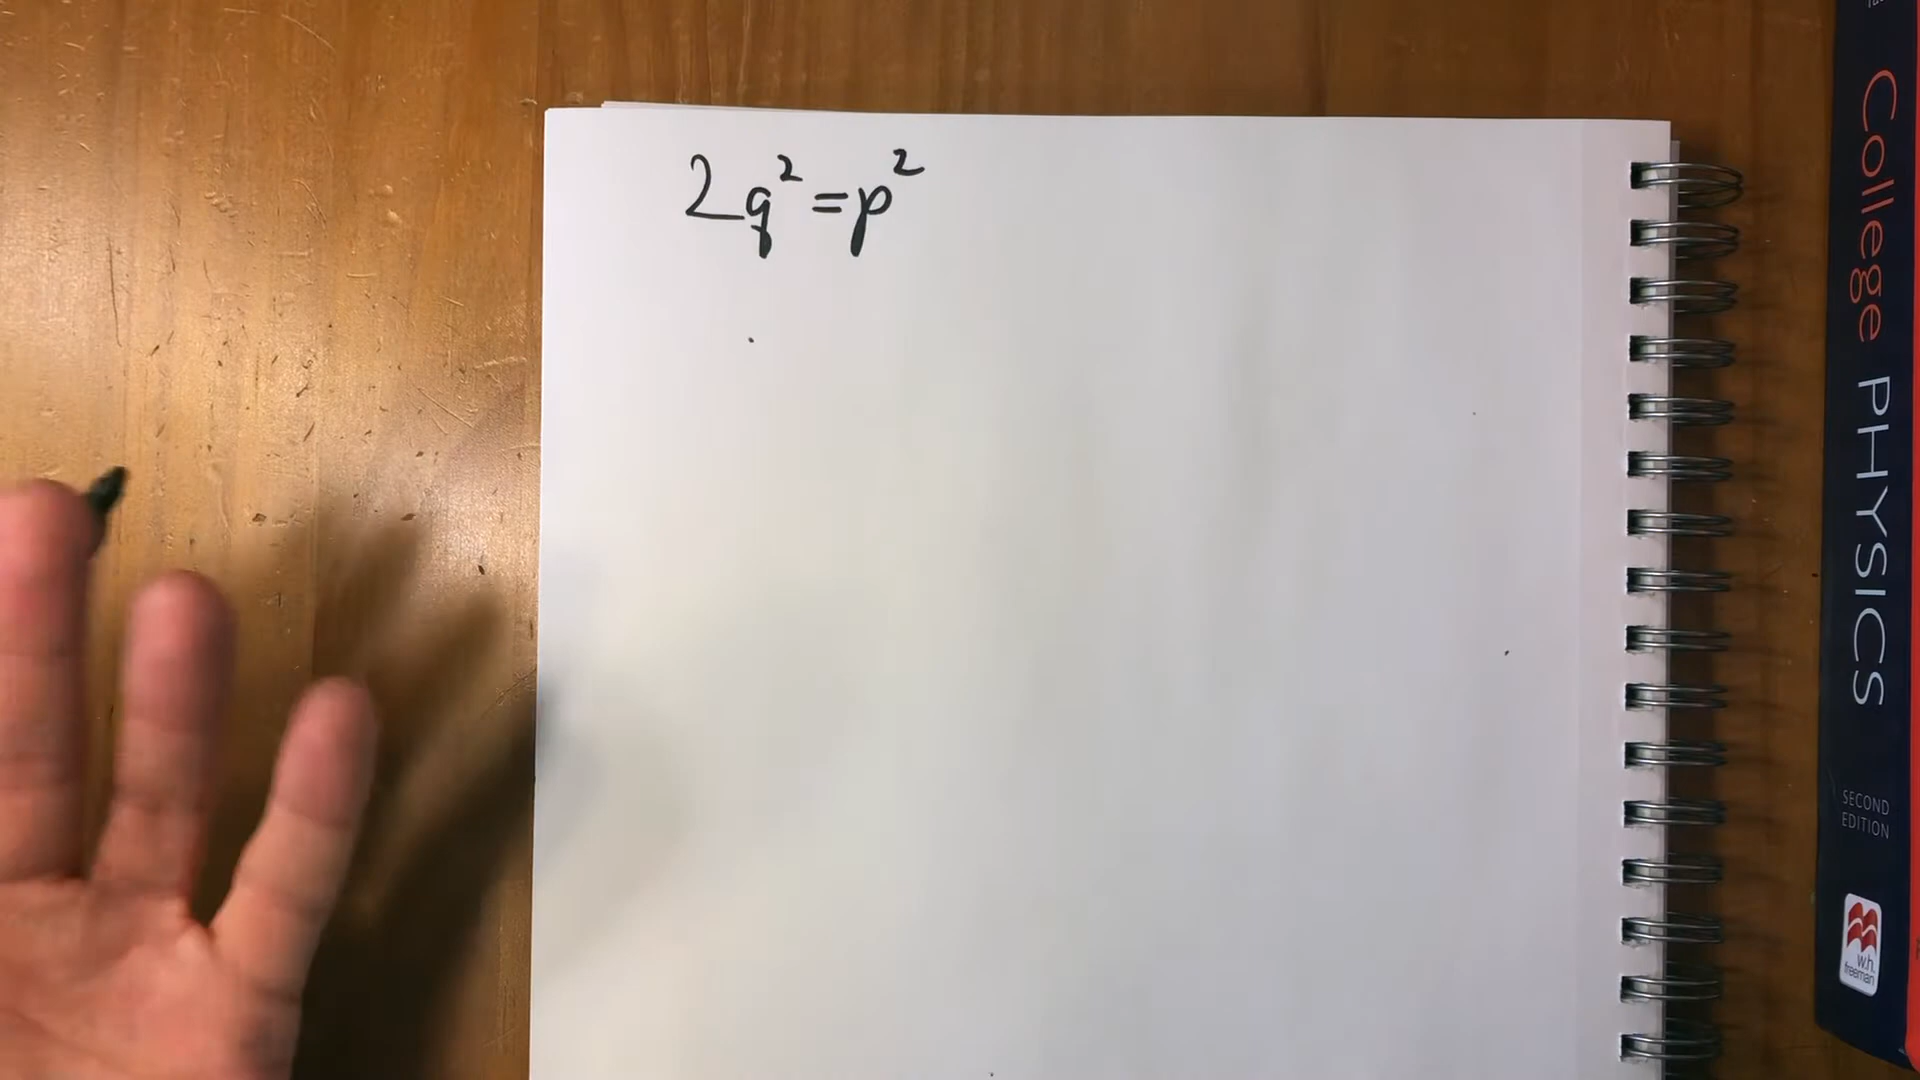 2q² = p²
College PHYSICS
SECOND
EDITION
w.h.
freeman